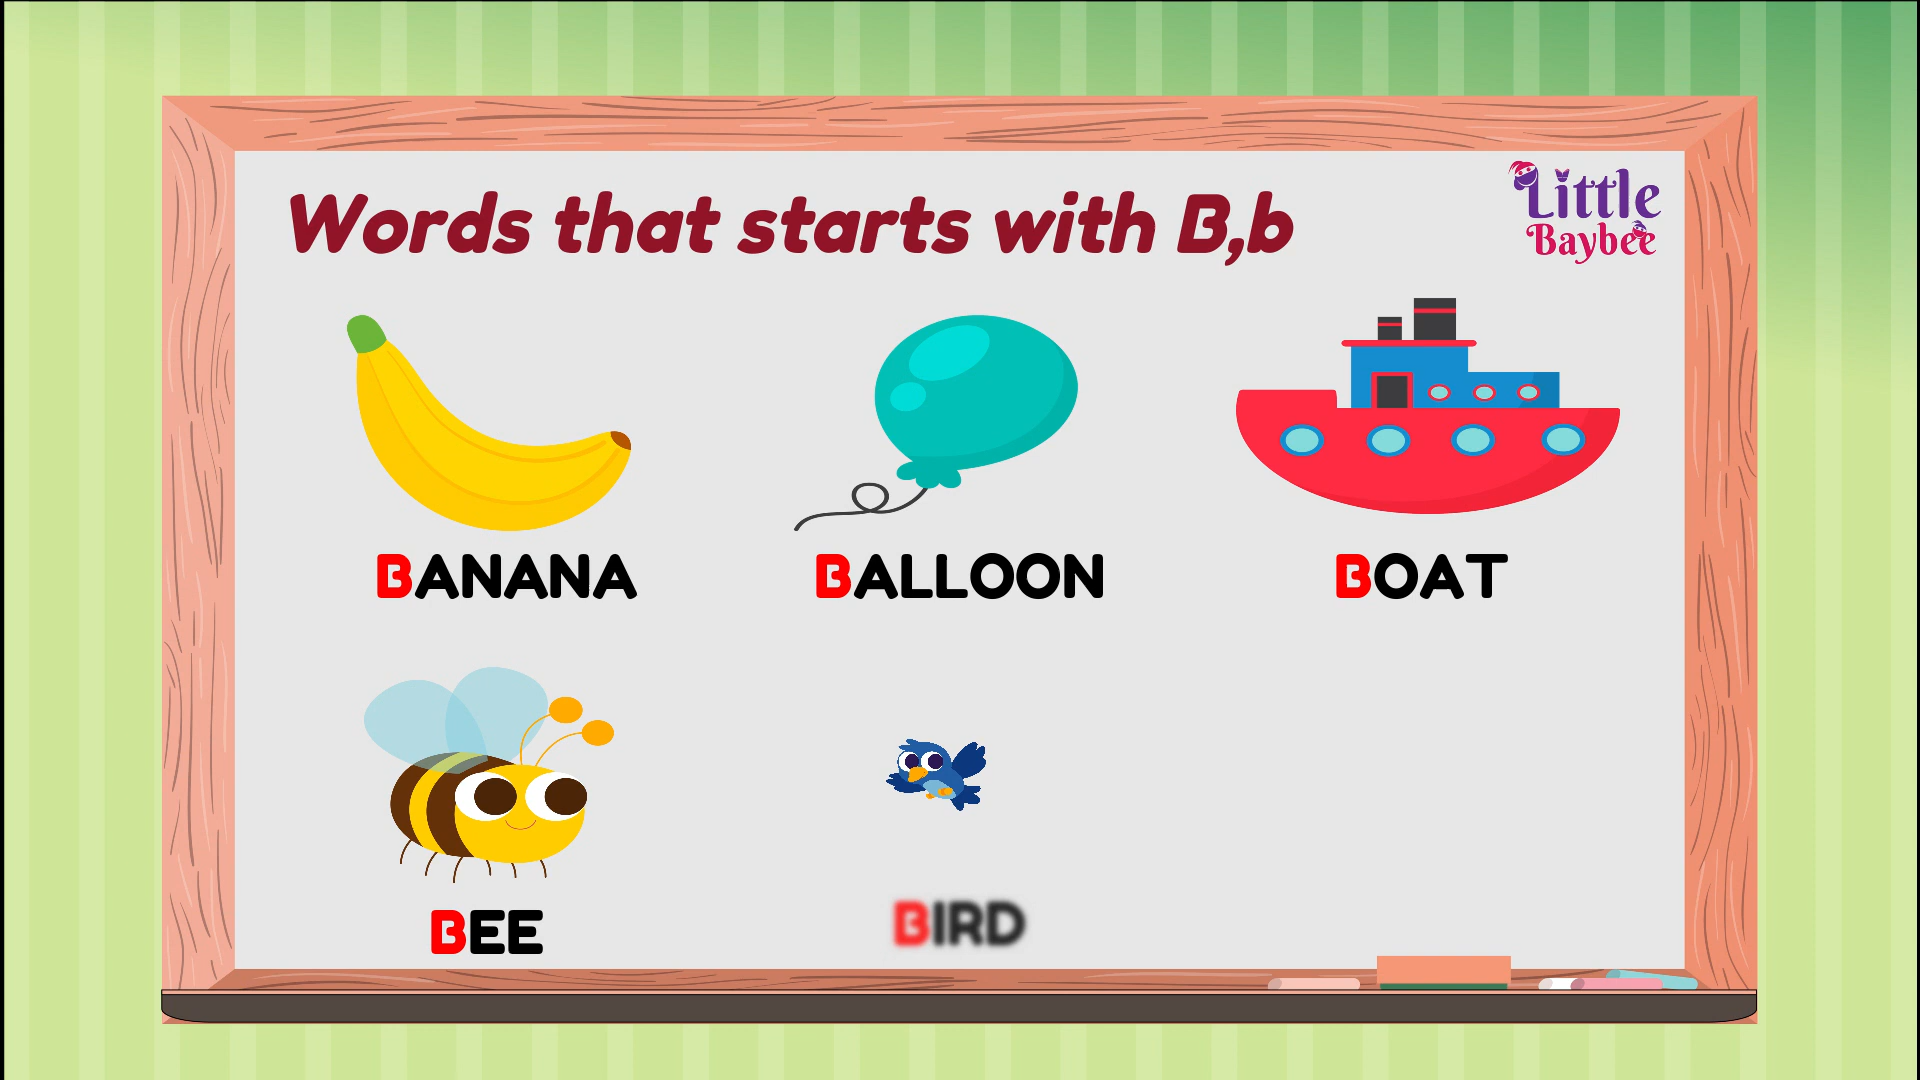 Words that starts with B,b
Little
Baybee
BANANA
BALLOON
BOAT
BEE
BIRD